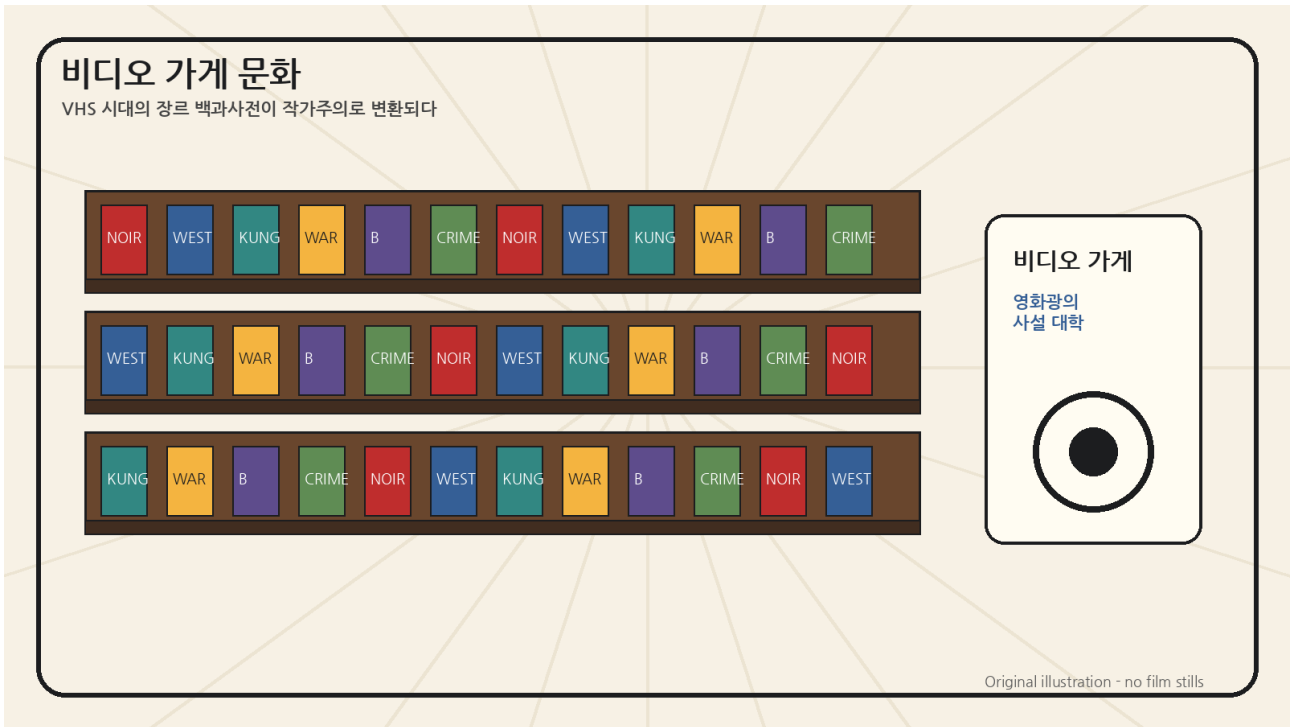 비디오 가게 문화
VHS 시대의 장르 백과사전이 작가주의로 변환되다
NOIR WEST KUNG WAR B CRIME NOIR WEST KUNG WAR B CRIME
WEST KUNG WAR B CRIME NOIR WEST KUNG WAR B CRIME NOIR
KUNG WAR B CRIME NOIR WEST KUNG WAR B CRIME NOIR WEST
비디오 가게
영화광의
사설 대학
Original illustration - no film stills